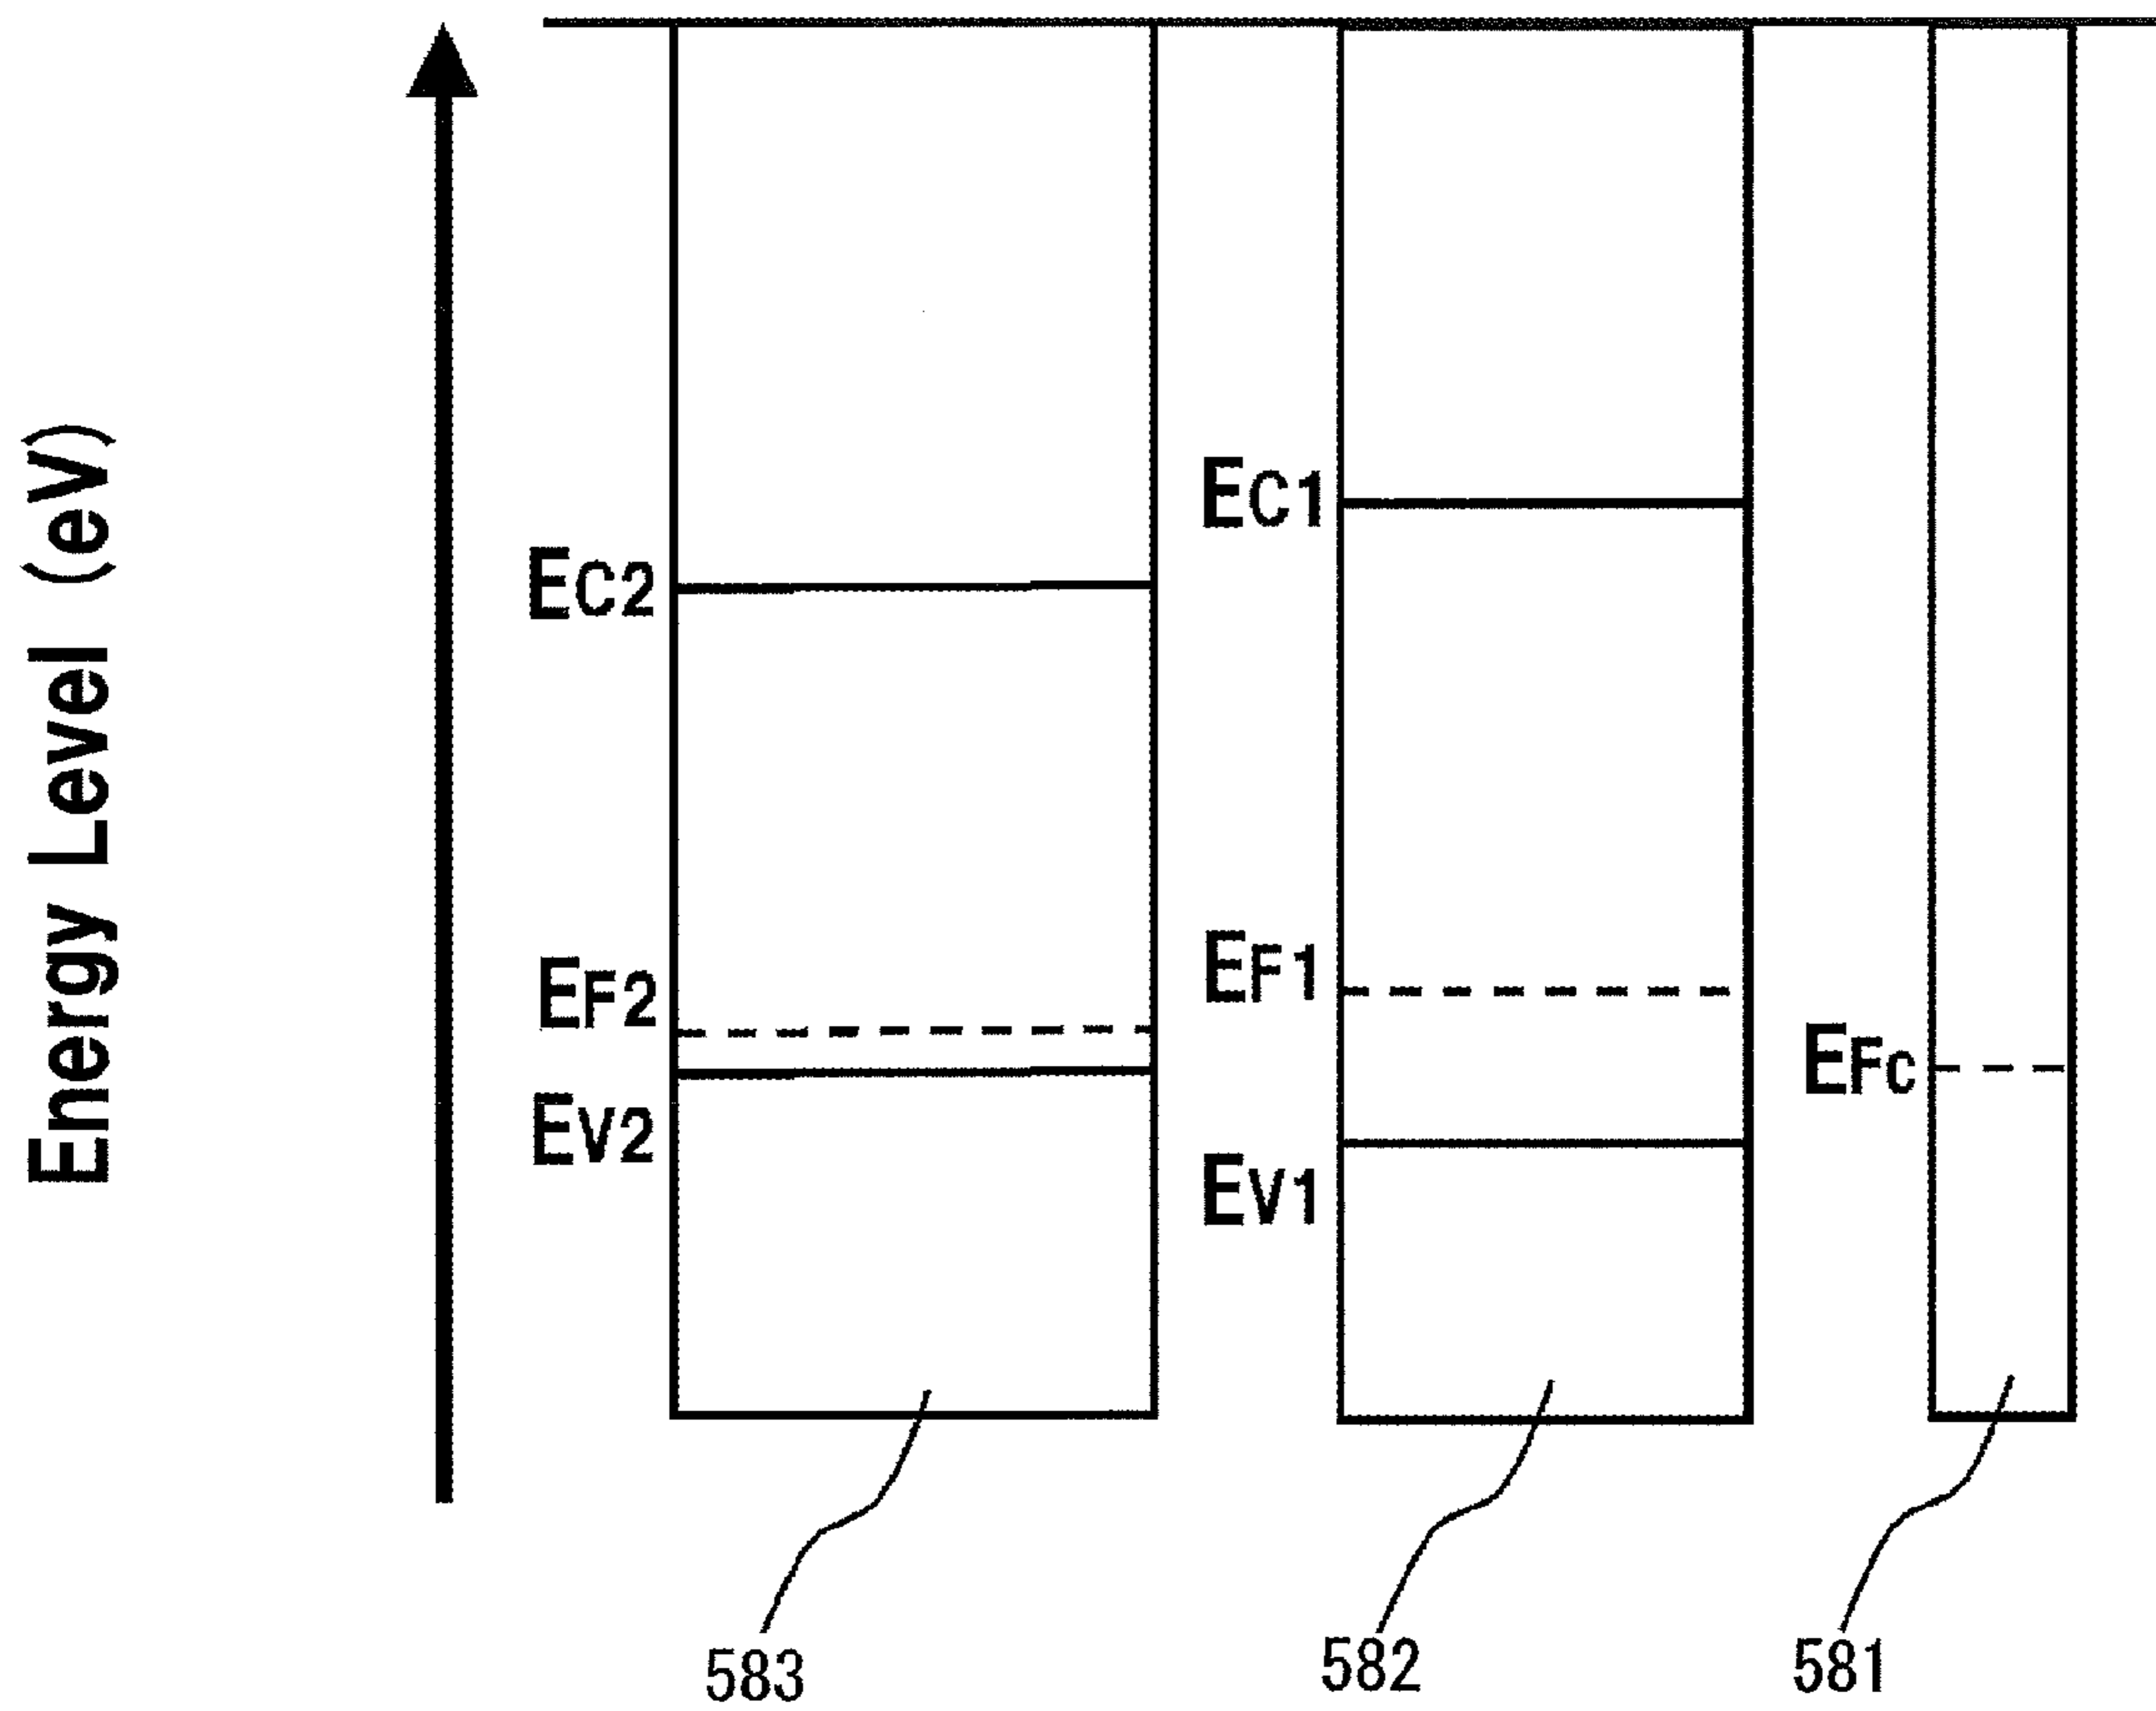 Energy Level (eV)
EC1
EC2
EF1
EF2
EFC
EV2
EV1
583
582
581